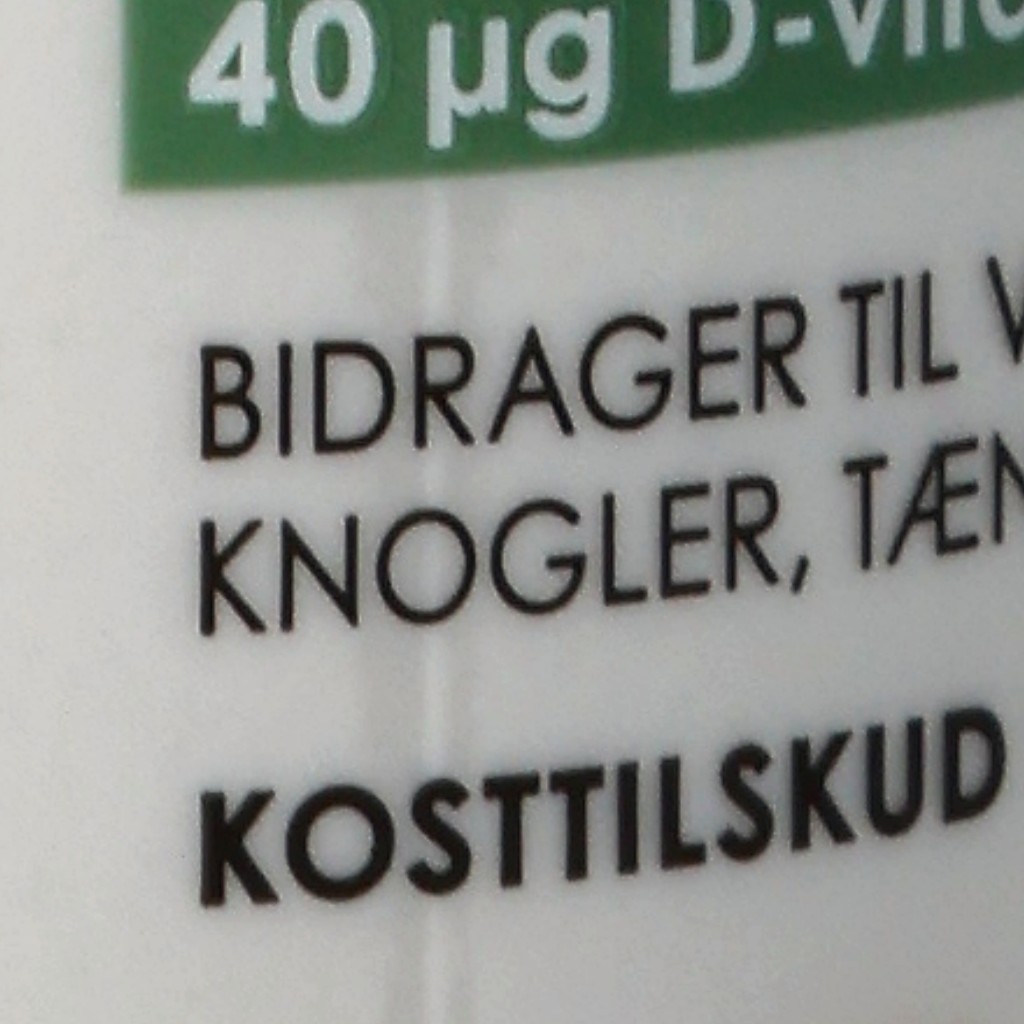 40 µg
BIDRAGER TIL
KNOGLER,
KOSTTILSKUD